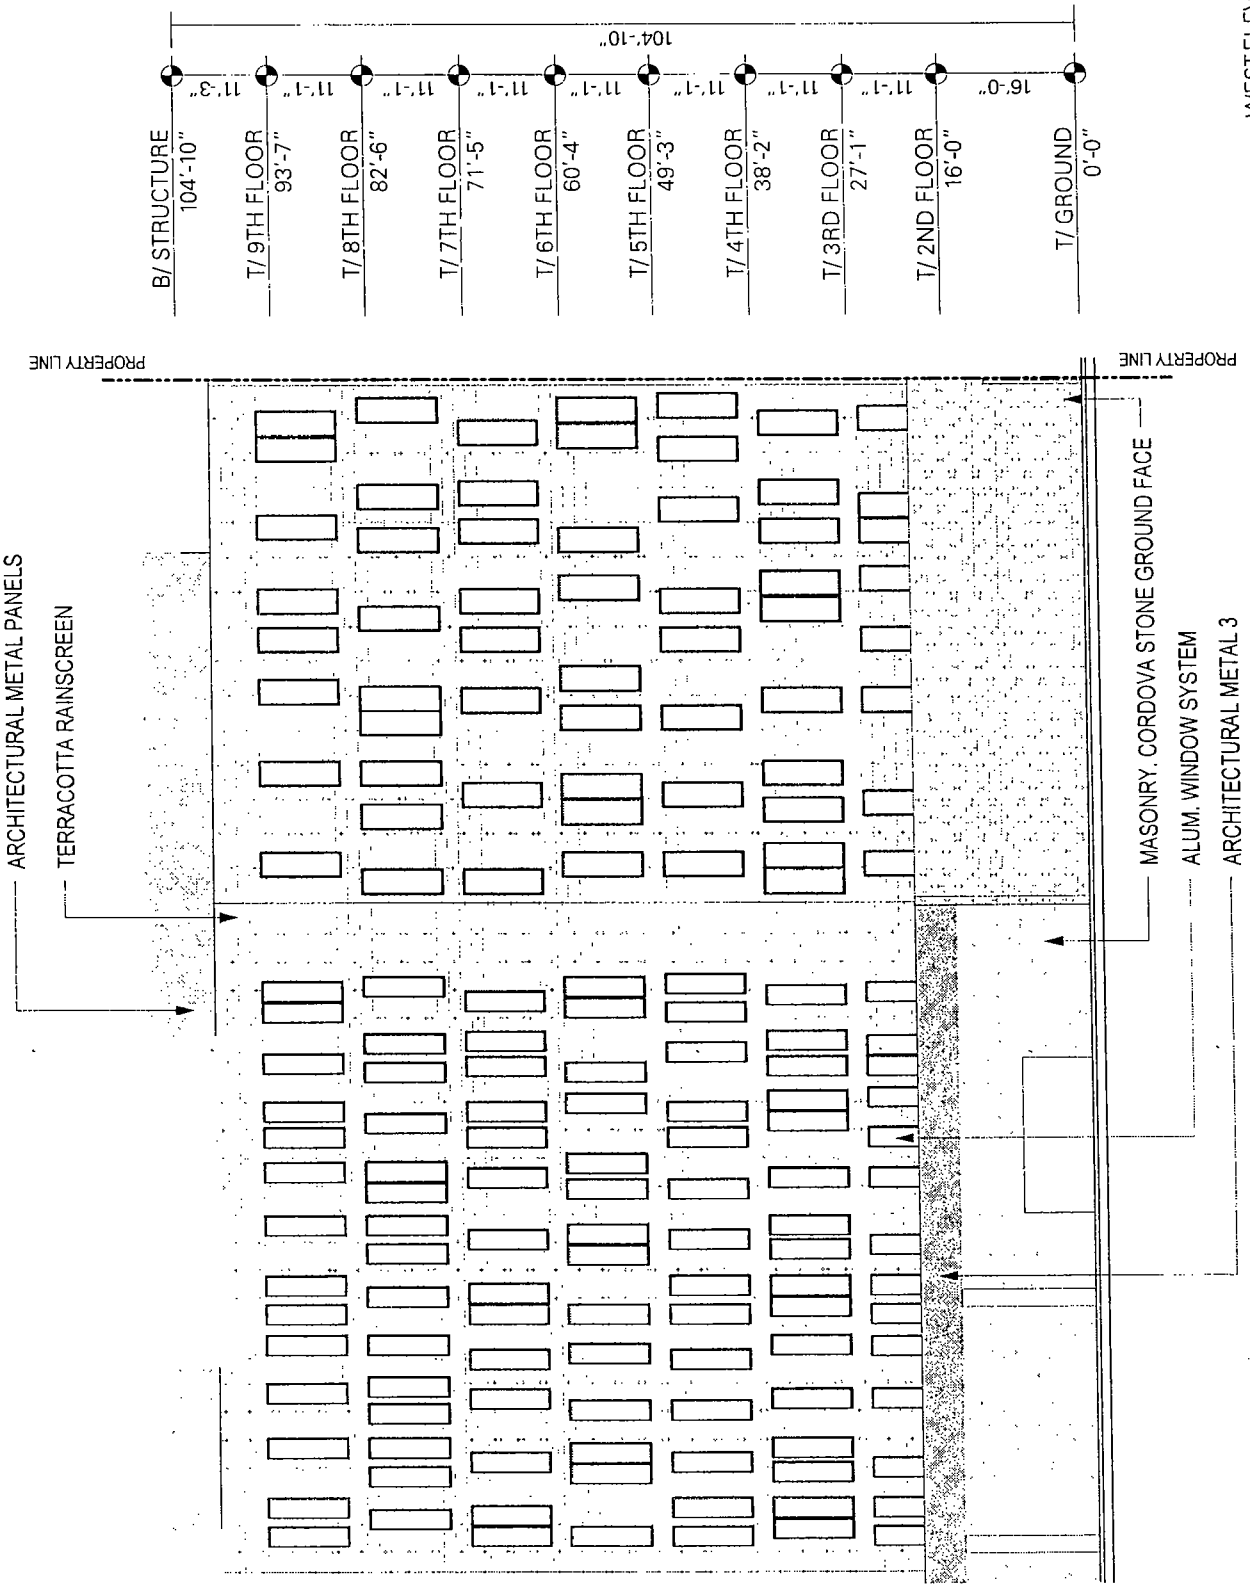 ARCHITECTURAL METAL PANELS
TERRACOTTA RAINSCREEN
PROPERTY LINE
B/ STRUCTURE
104'-10"
T/ 9TH FLOOR
93'-7"
T/ 8TH FLOOR
82'-6"
T/ 7TH FLOOR
71'-5"
T/ 6TH FLOOR
60'-4"
T/ 5TH FLOOR
49'-3"
T/ 4TH FLOOR
38'-2"
T/ 3RD FLOOR
27'-1"
T/ 2ND FLOOR
16'-0"
T/ GROUND
0'-0"
11'-3"
11'-1"
11'-1"
11'-1"
11'-1"
11'-1"
11'-1"
11'-1"
16'-0"
104'-10"
PROPERTY LINE
MASONRY, CORDOVA STONE GROUND FACE
ALUM. WINDOW SYSTEM
ARCHITECTURAL METAL 3